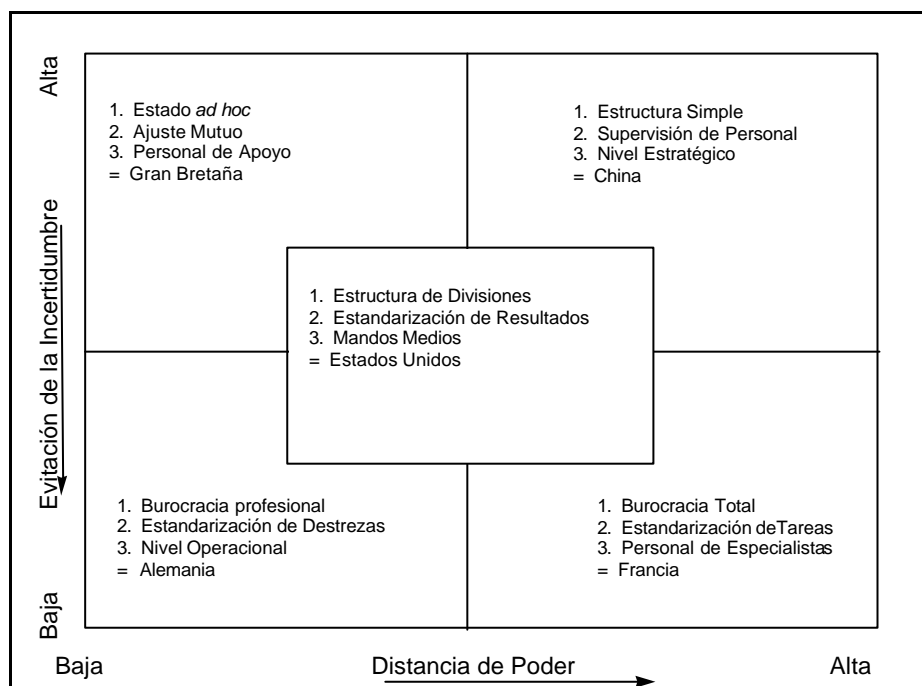 Alta
1. Estado ad hoc
2. Ajuste Mutuo
3. Personal de Apoyo
= Gran Bretaña
1. Estructura Simple
2. Supervisión de Personal
3. Nivel Estratégico
= China
Evitación de la Incertidumbre
1. Estructura de Divisiones
2. Estandarización de Resultados
3. Mandos Medios
= Estados Unidos
1. Burocracia profesional
2. Estandarización de Destrezas
3. Nivel Operacional
= Alemania
1. Burocracia Total
2. Estandarización deTareas
3. Personal de Especialistas
= Francia
Baja
Baja
Distancia de Poder
Alta